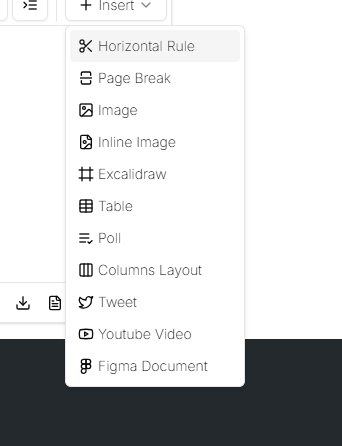 Insert
Horizontal Rule
Page Break
Image
Inline Image
Excalidraw
Table
Poll
Columns Layout
Tweet
Youtube Video
Figma Document